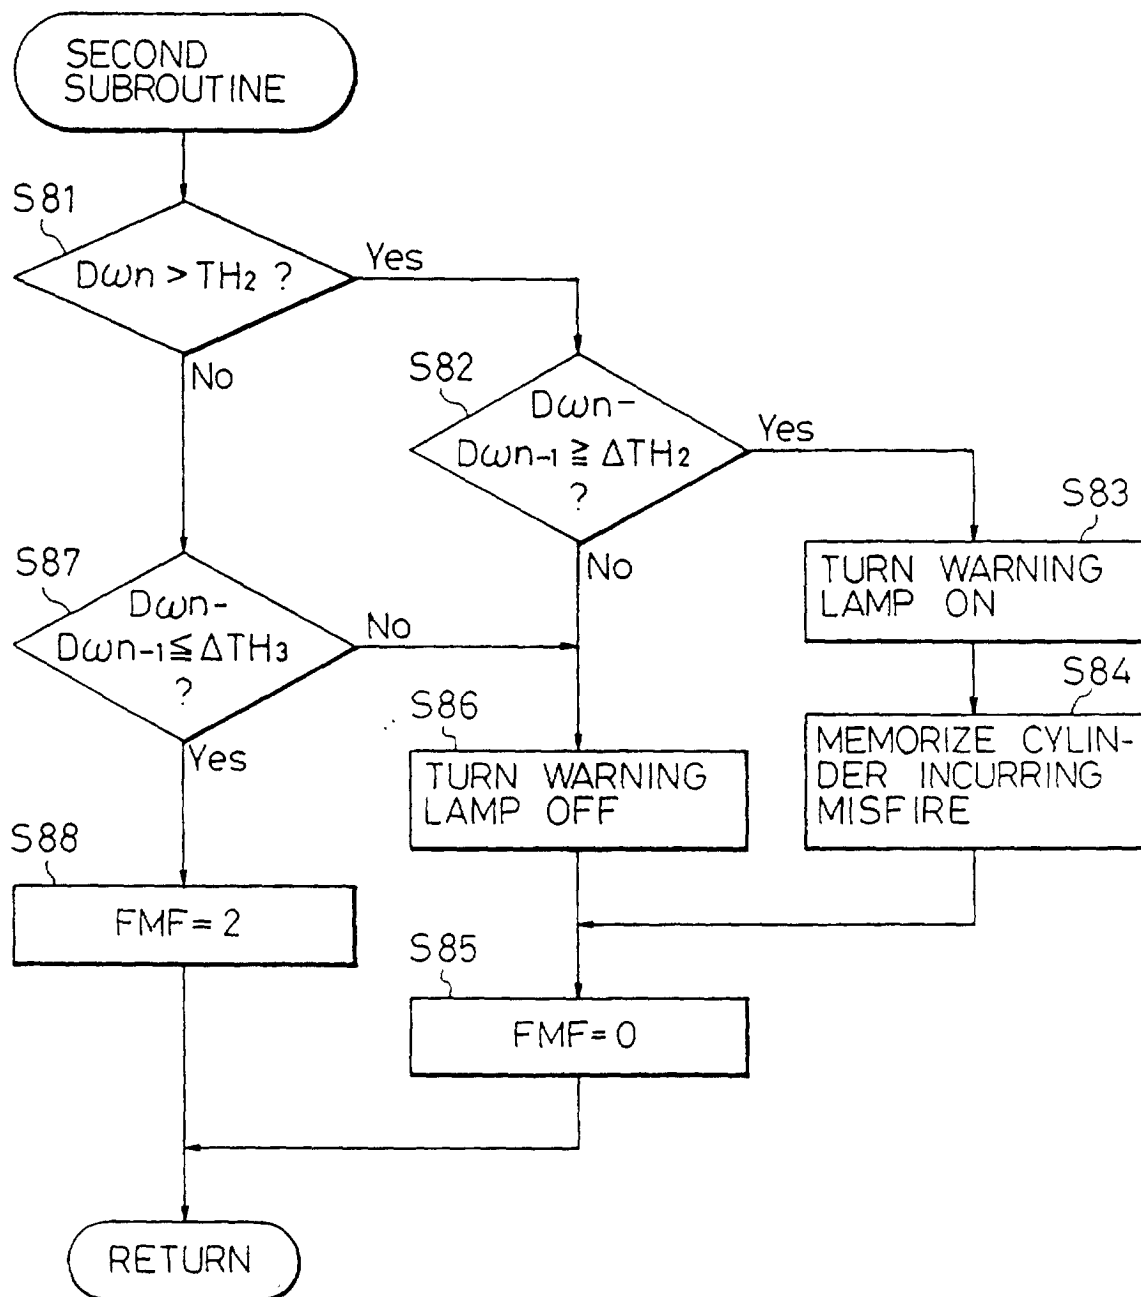 SECOND
SUBROUTINE
S81
Dωn > TH2 ?
Yes
No
S82
Dωn-
Dωn-1 ≧ ΔTH2
?
Yes
No
S83
TURN WARNING
LAMP ON
S87
Dωn-
Dωn-1 ≦ ΔTH3
?
No
Yes
S84
MEMORIZE CYLIN-
DER INCURRING
MISFIRE
S86
TURN WARNING
LAMP OFF
S88
FMF=2
S85
FMF=0
RETURN